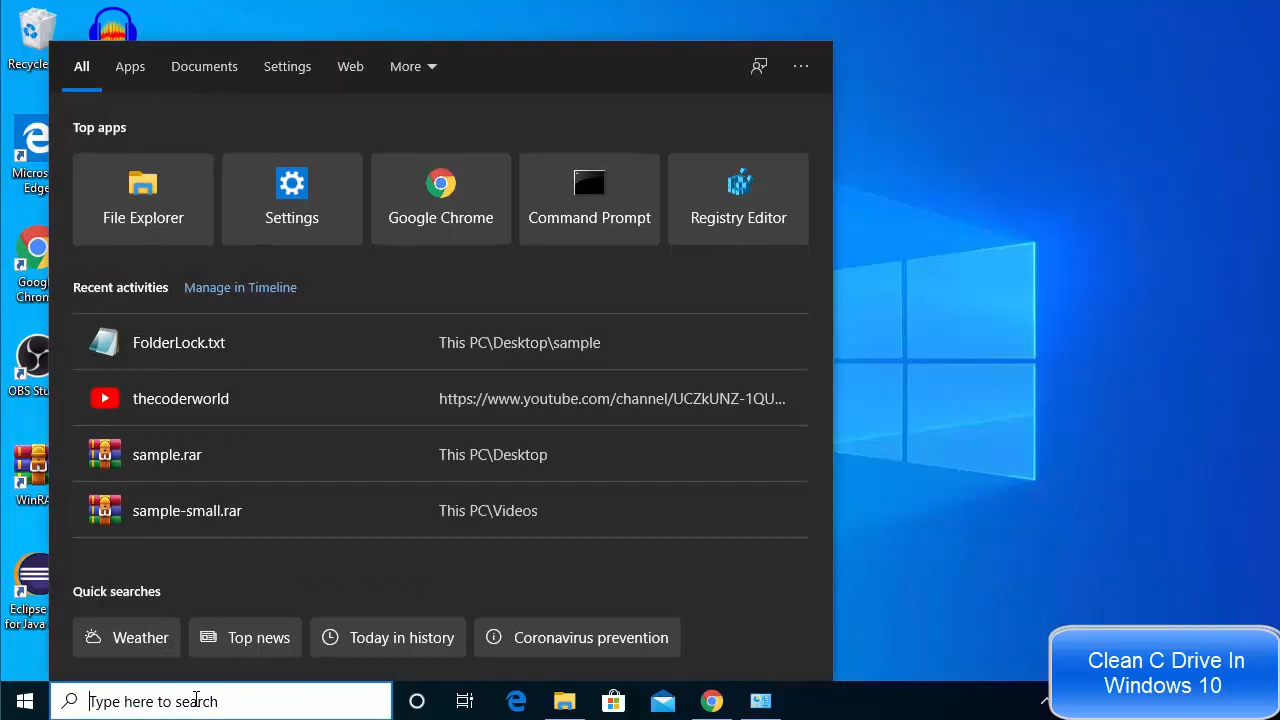 Recycle
All
Apps
Documents
Settings
Web
More
Top apps
File Explorer
Settings
Google Chrome
Command Prompt
Registry Editor
Micros
Edge
Recent activities
Manage in Timeline
Goog
Chron
FolderLock.txt
This PC\Desktop\sample
OBS Stu
thecoderworld
https://www.youtube.com/channel/UCZkUNZ-1QU...
sample.rar
This PC\Desktop
WinRA
sample-small.rar
This PC\Videos
Quick searches
Eclipse
for Java
Weather
Top news
Today in history
Coronavirus prevention
Type here to search
Clean C Drive In
Windows 10